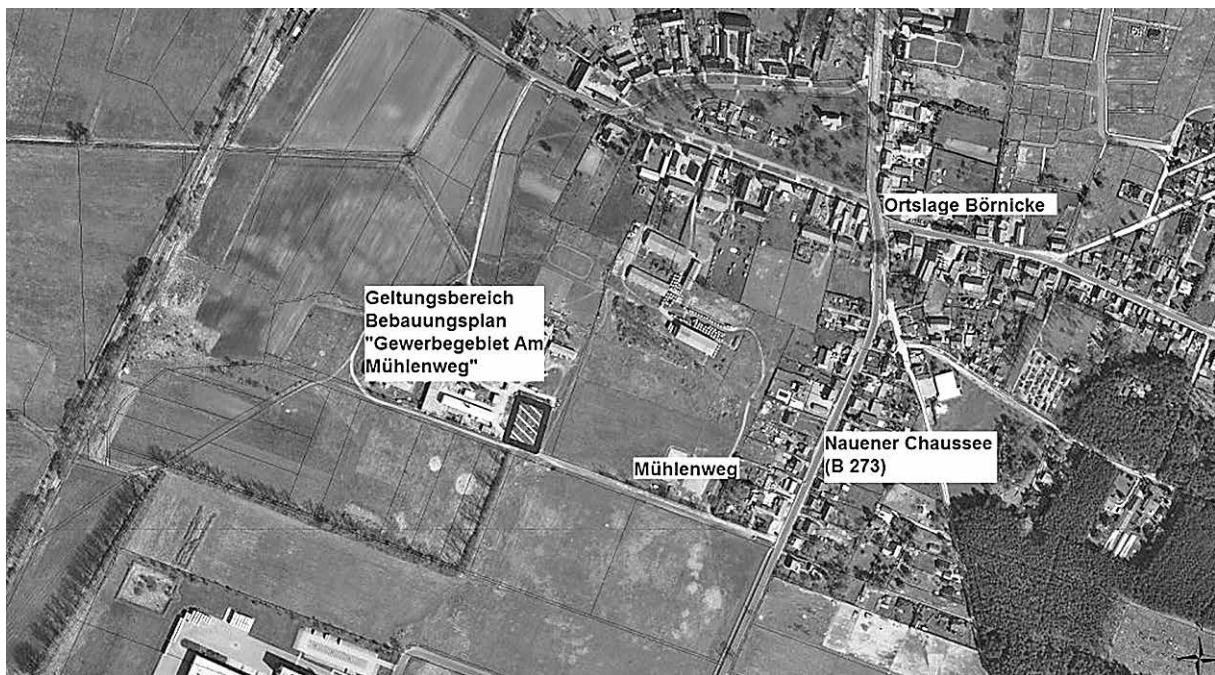 Ortslage Börnicke
Geltungsbereich
Bebauungsplan
"Gewerbegebiet Am
Mühlenweg"
Nauener Chaussee
(B 273)
Mühlenweg